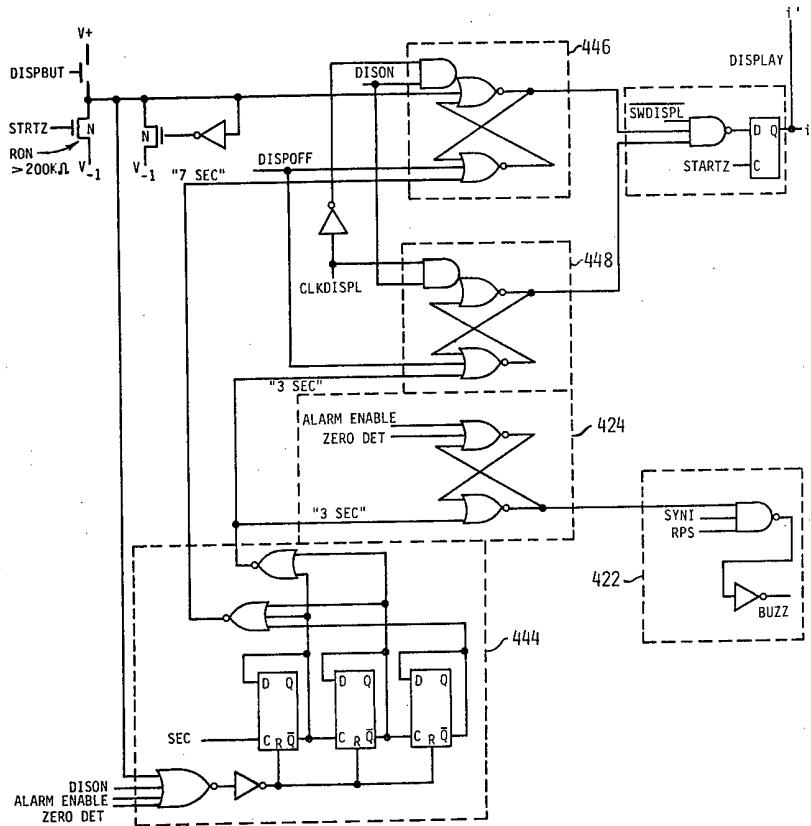 V+
i'
DISPBUT
446
DISPLAY
DISON
STRTZ
N
N
SWDISPL
D Q
i
RON
>200KΩ
V-1
V-1
"7 SEC"
DISPOFF
STARTZ
C
448
CLKDISPL
"3 SEC"
ALARM ENABLE
ZERO DET
424
"3 SEC"
SYNI
RPS
422
BUZZ
444
D Q
D Q
D Q
SEC
C R Q̅
C R Q̅
C R Q̅
DISON
ALARM ENABLE
ZERO DET